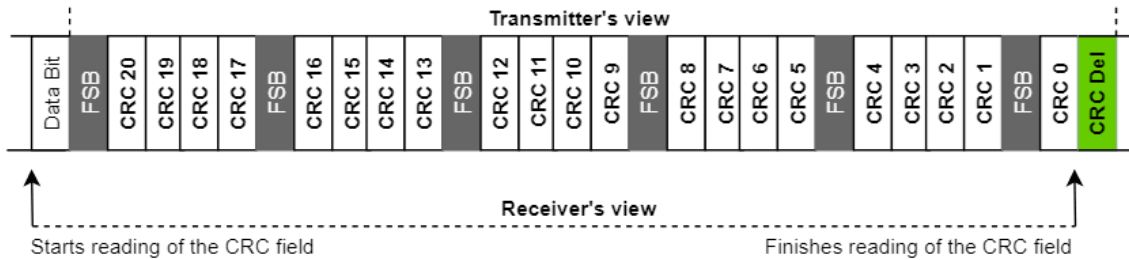 Transmitter's view
Data Bit FSB CRC 20 CRC 19 CRC 18 CRC 17 FSB CRC 16 CRC 15 CRC 14 CRC 13 FSB CRC 12 CRC 11 CRC 10 CRC 9 FSB CRC 8 CRC 7 CRC 6 CRC 5 FSB CRC 4 CRC 3 CRC 2 CRC 1 FSB CRC 0 CRC Del
Receiver's view
Starts reading of the CRC field Finishes reading of the CRC field